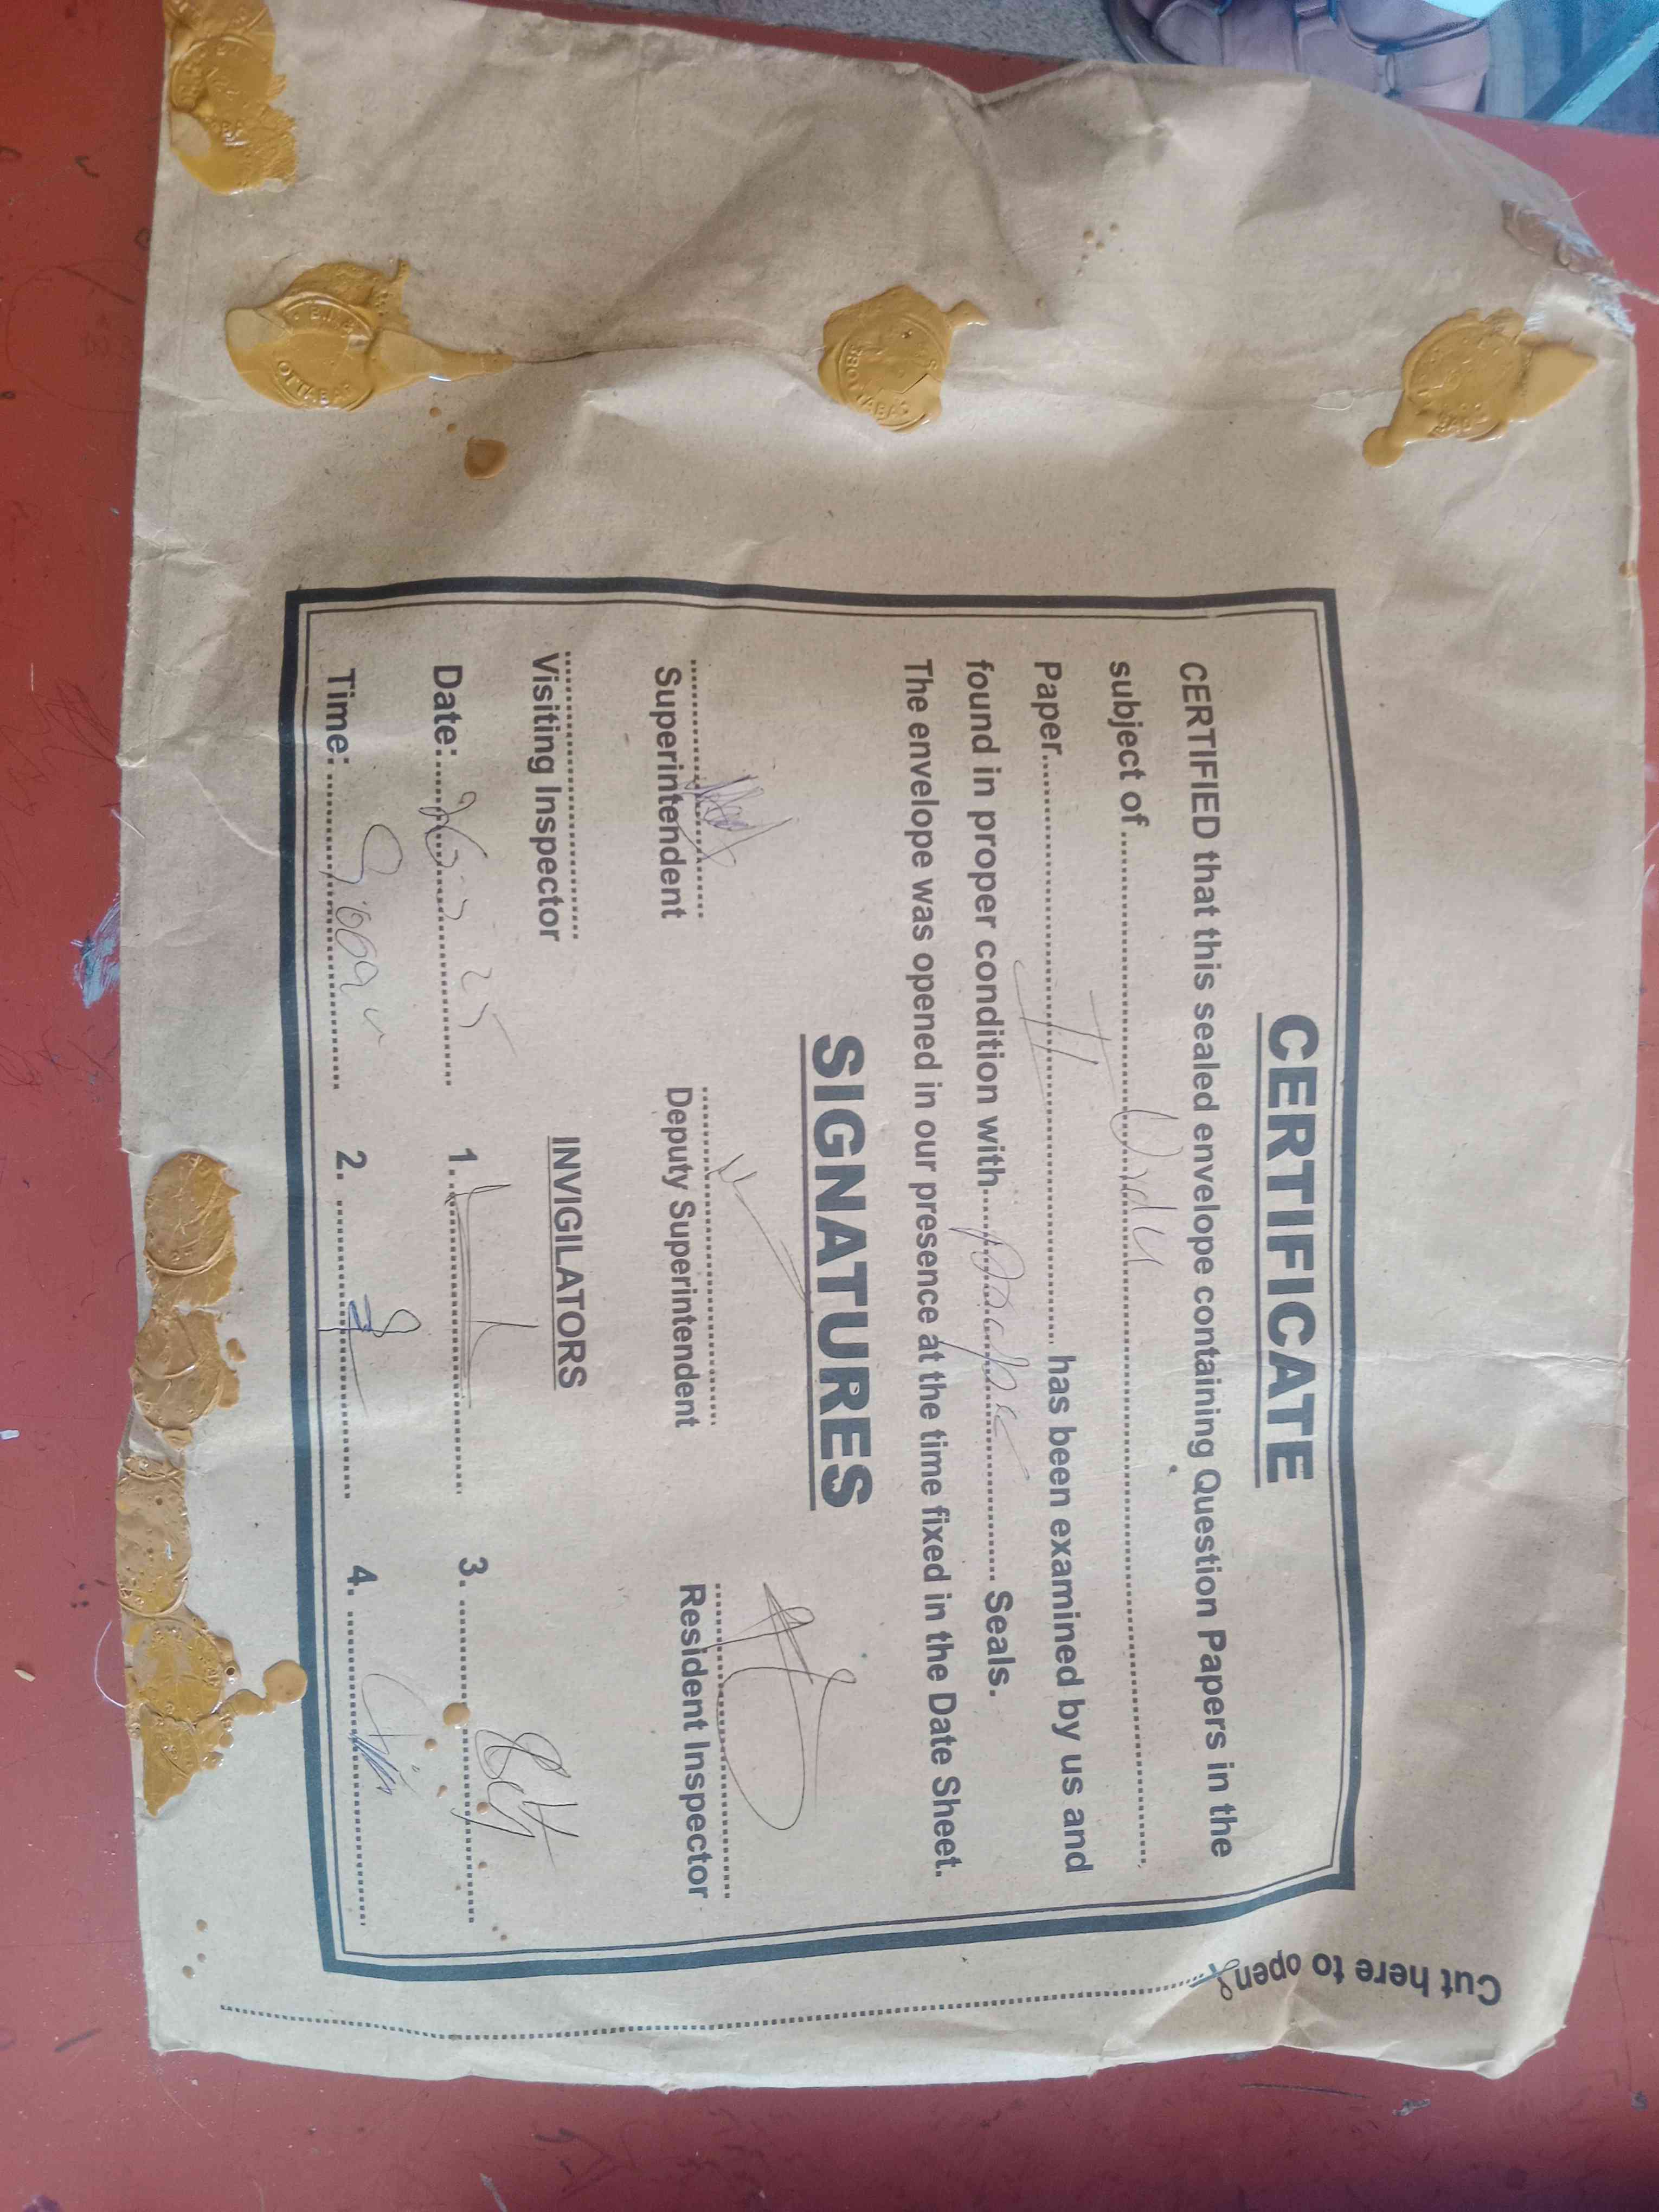 CERTIFICATE
CERTIFIED that this sealed envelope containing Question Papers in the
subject of Urdu
Paper II has been examined by us and
found in proper condition with Seals.
The envelope was opened in our presence at the time fixed in the Date Sheet.
SIGNATURES
Superintendent Deputy Superintendent Resident Inspector
Visiting Inspector
INVIGILATORS
Date: 1. 3.
Time: 2. 4.
Cut here to open